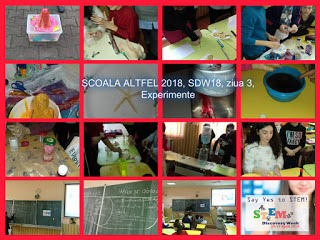 ȘCOALA ALTFEL 2018, SDW18, ziua 3,
Experimente
Say Yes to STEM!
STEM
Discovery Week